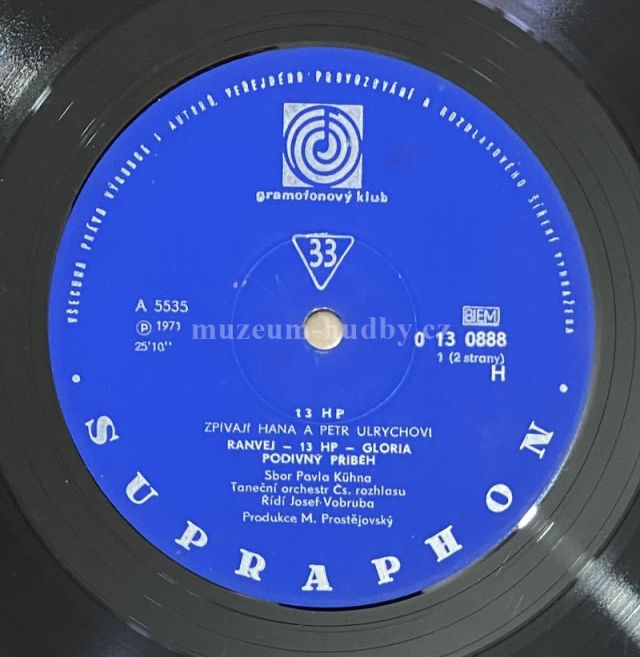 VŠECHNA PRÁVA VÝROBCE I AUTORŮ, VEŘEJNÉHO PROVOZOVÁNÍ A ROZHLASOVÉHO ŠÍŘENÍ VYHRAŽENA
gramofonový klub
33
A 5535
Ⓟ 1971
25'10''
muzeum-hudby.cz
BIEM
0 13 0888
1 (2 strany)
H
13 HP
ZPÍVAJÍ HANA A PETR ULRYCHOVI
RANVEJ – 13 HP – GLORIA
PODIVNÝ PŘÍBĚH
Sbor Pavla Kühna
Taneční orchestr Čs. rozhlasu
Řídí Josef Vobruba
Produkce M. Prostějovský
• SUPRAPHON •